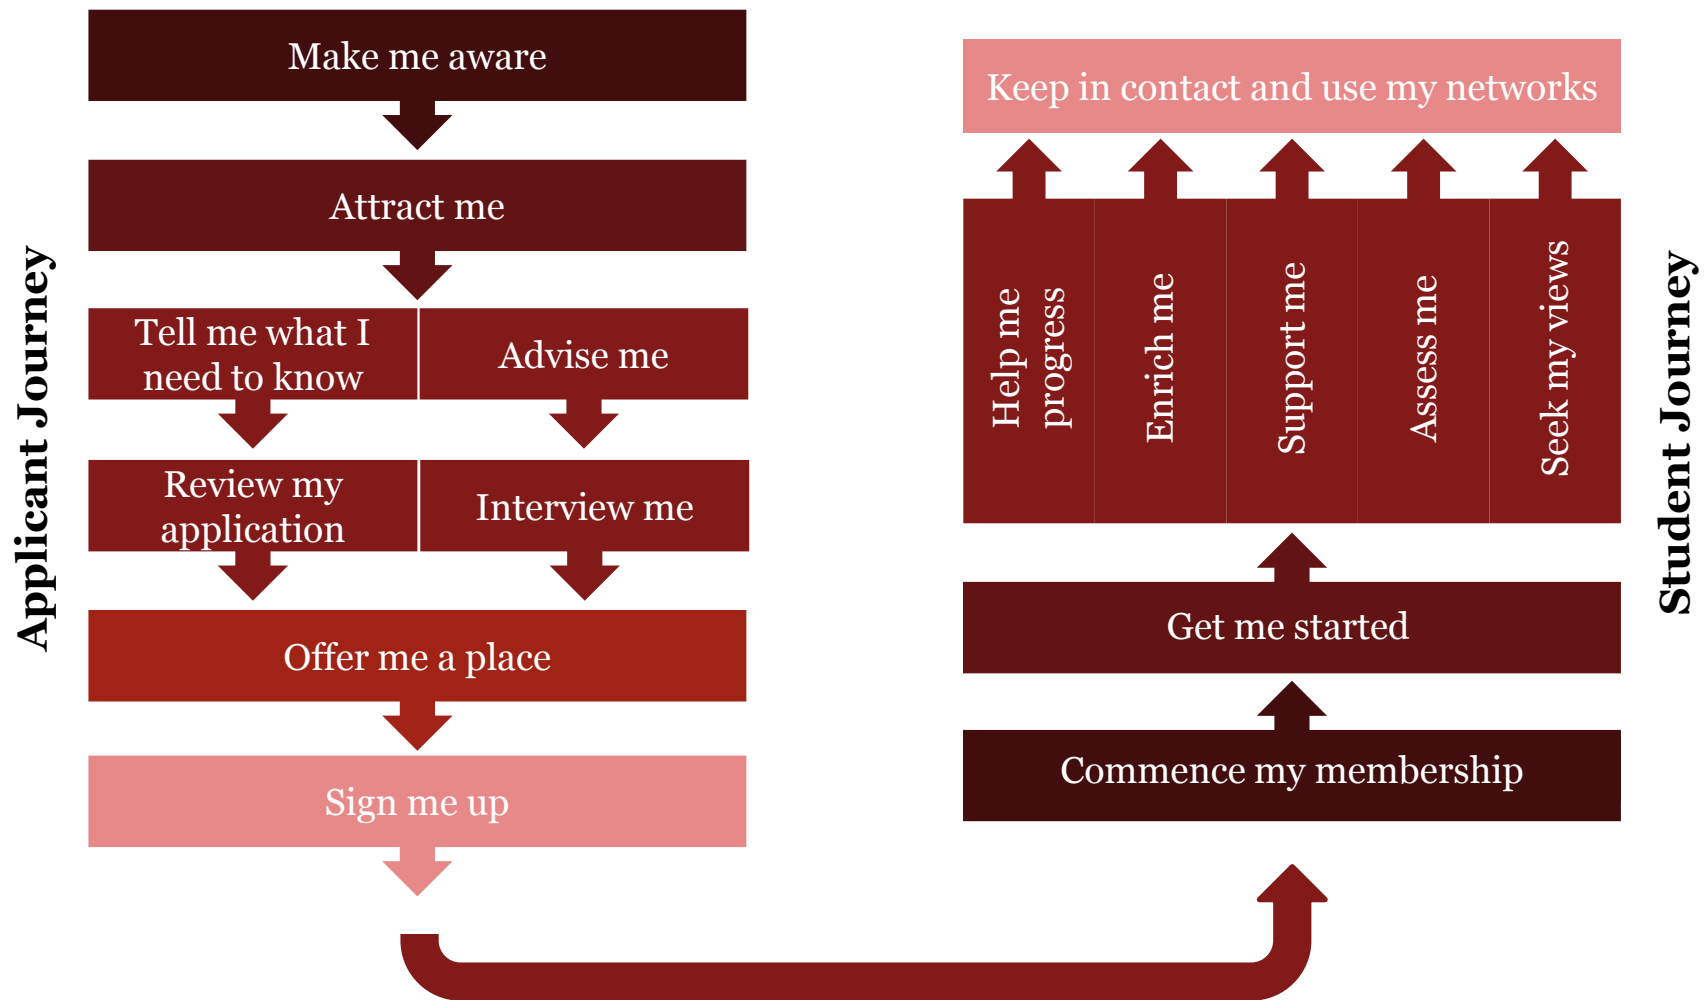 Applicant Journey
Make me aware
Attract me
Tell me what I
need to know
Advise me
Review my
application
Interview me
Offer me a place
Sign me up
Keep in contact and use my networks
Help me
progress
Enrich me
Support me
Assess me
Seek my views
Get me started
Commence my membership
Student Journey